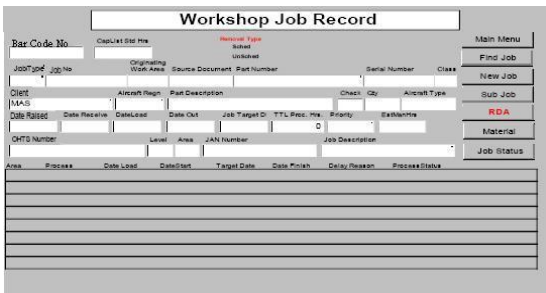 Workshop Job Record
Main Menu
Bar Code No
CapList Std Hrs
Removal Type
Sched
UnSched
Find Job
JobType
Job No
Originating
Work Area
Source Document
Part Number
Serial Number
Class
New Job
Client
Aircraft Regn
Part Description
Check
Qty
Aircraft Type
Sub Job
MAS
Date Raised
Date Receive
DateLoad
Date Out
Job Target D
TTL Proc. Hrs.
Priority
EstManHrs
RDA
0
Material
OHTS Number
Level
Area
JAN Number
Job Description
Job Status
Area
Process
Date Load
DateStart
Target Date
Date Finish
Delay Reason
ProcessStatus